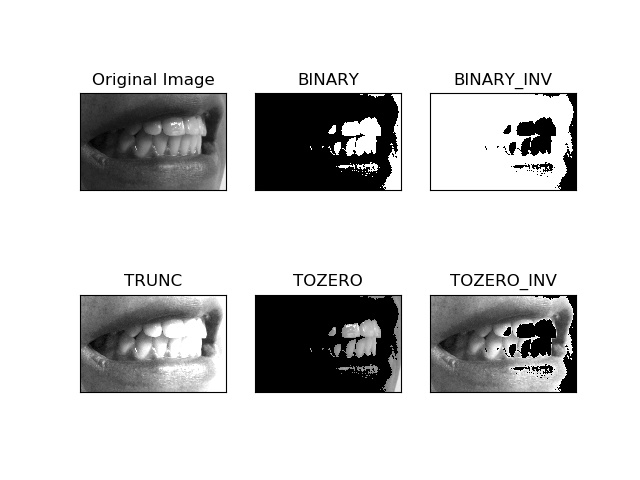 Original Image
BINARY
BINARY_INV
TRUNC
TOZERO
TOZERO_INV